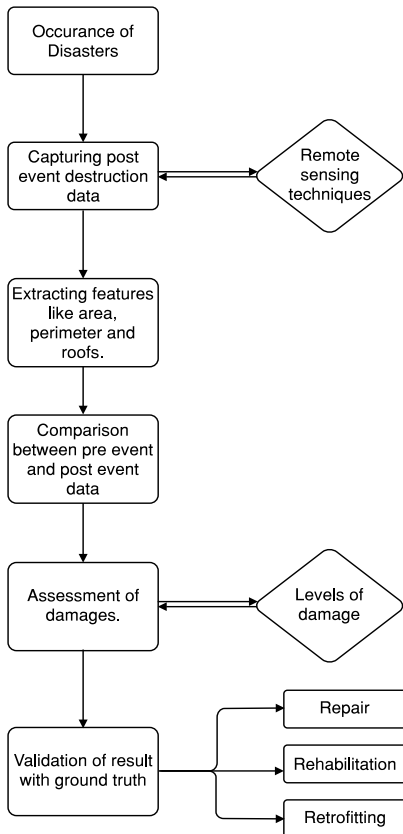 Occurance of
Disasters
Capturing post
event destruction
data
Remote
sensing
techniques
Extracting features
like area,
perimeter and
roofs.
Comparison
between pre event
and post event
data
Assessment of
damages.
Levels of
damage
Validation of result
with ground truth
Repair
Rehabilitation
Retrofitting